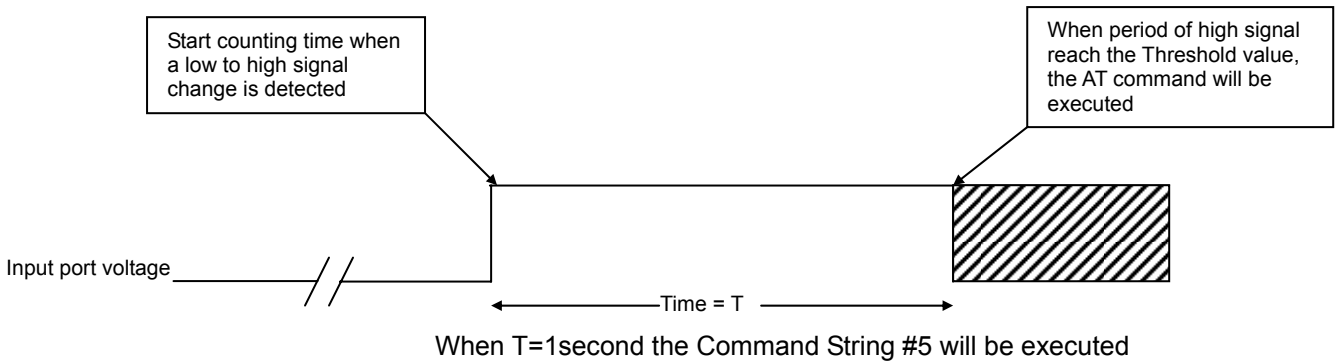 Start counting time when
a low to high signal
change is detected
When period of high signal
reach the Threshold value,
the AT command will be
executed
Input port voltage
Time = T
When T=1second the Command String #5 will be executed